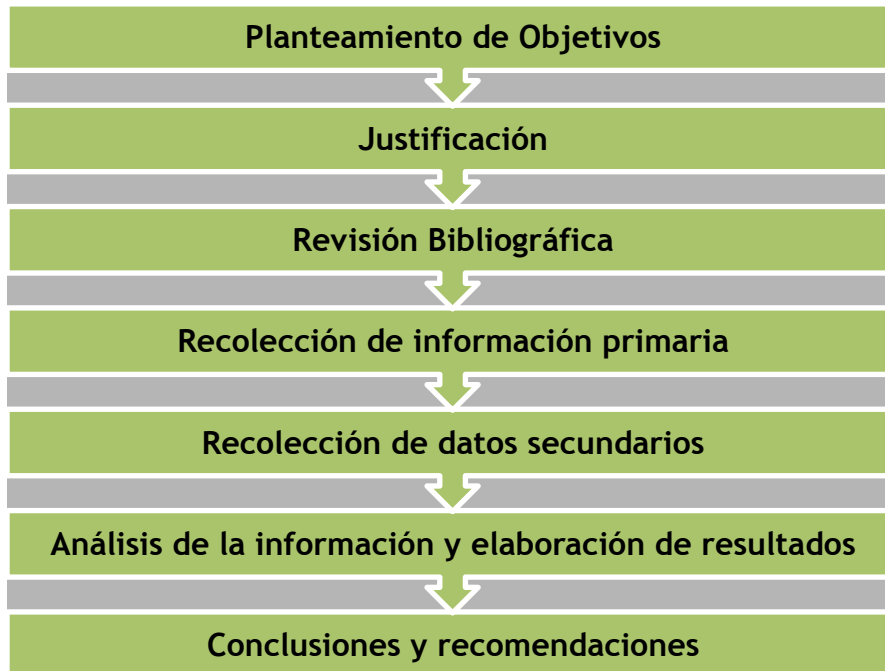 Planteamiento de Objetivos
Justificación
Revisión Bibliográfica
Recolección de información primaria
Recolección de datos secundarios
Análisis de la información y elaboración de resultados
Conclusiones y recomendaciones